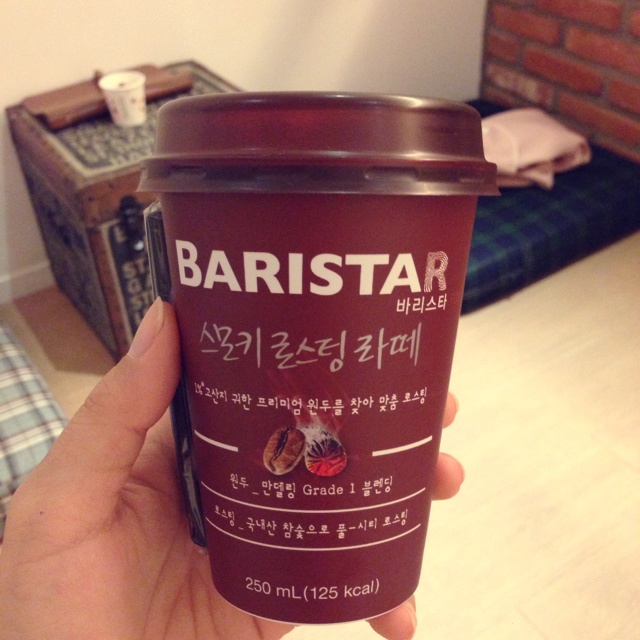 BARISTAR
바리스타
스모키 로스팅 라떼
1% 고산지 귀한 프리미엄 원두를 찾아 맞춤 로스팅
원두_만델링 Grade 1 블렌딩
로스팅_국내산 참숯으로 풀-시티 로스팅
250 mL(125 kcal)